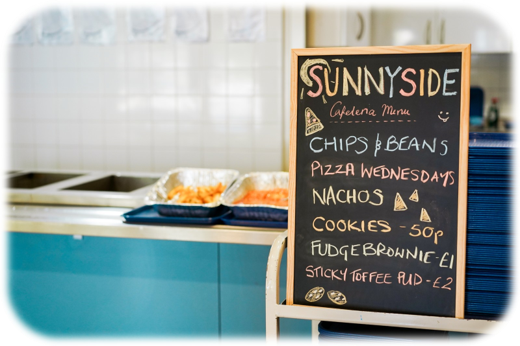 SUNNYSIDE
Cafeteria Menu
CHIPS & BEANS
PIZZA WEDNESDAYS
NACHOS
COOKIES - 50p
FUDGE BROWNIE - £1
STICKY TOFFEE PUD - £2